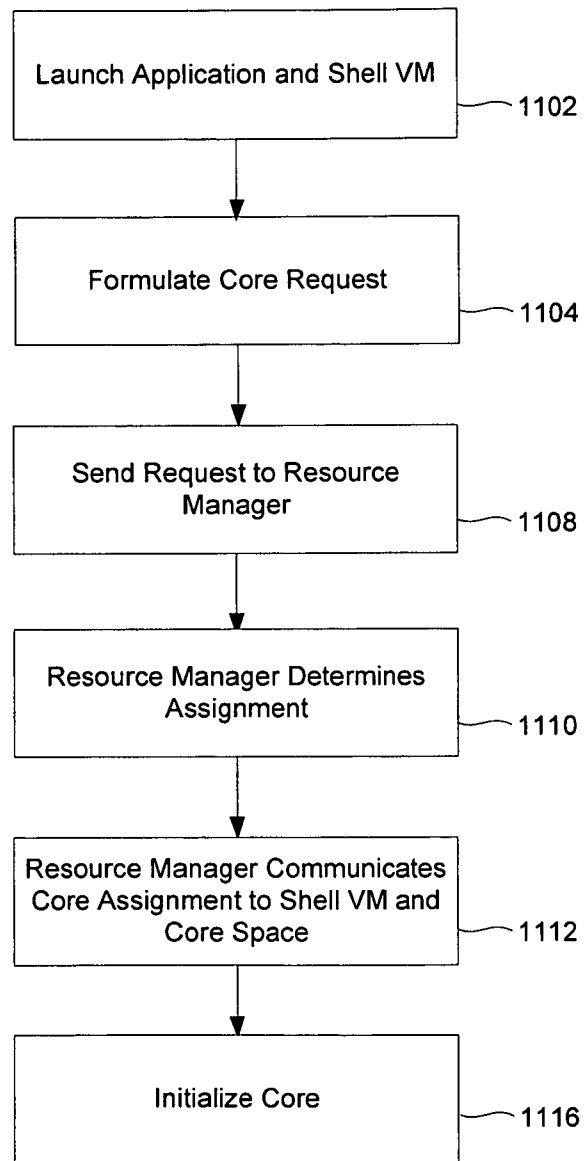 Launch Application and Shell VM
1102
Formulate Core Request
1104
Send Request to Resource
Manager
1108
Resource Manager Determines
Assignment
1110
Resource Manager Communicates
Core Assignment to Shell VM and
Core Space
1112
Initialize Core
1116